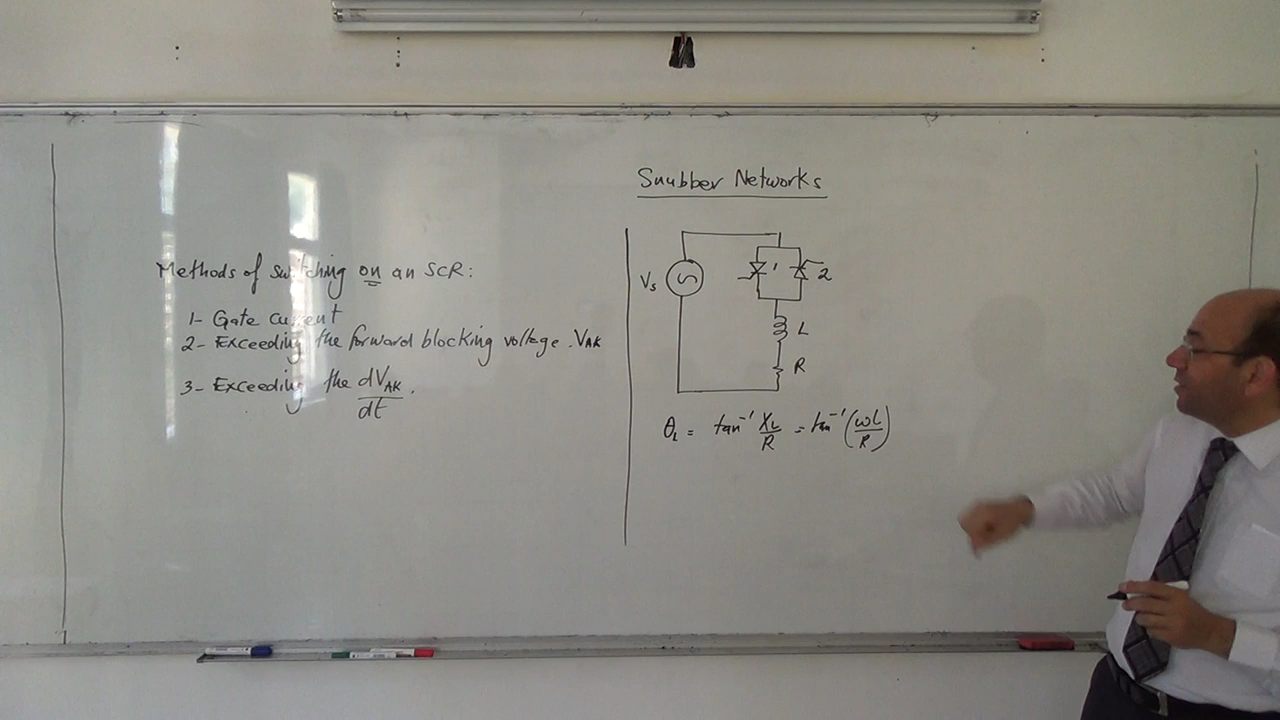 Snubber Networks
Methods of switching on an SCR:
1- Gate current
2- Exceeding the forward blocking voltage. VAK
3- Exceeding the dVAK/dt.
Vs
1
2
L
R
θL = tan⁻¹ XL/R = tan⁻¹ (ωL/R)